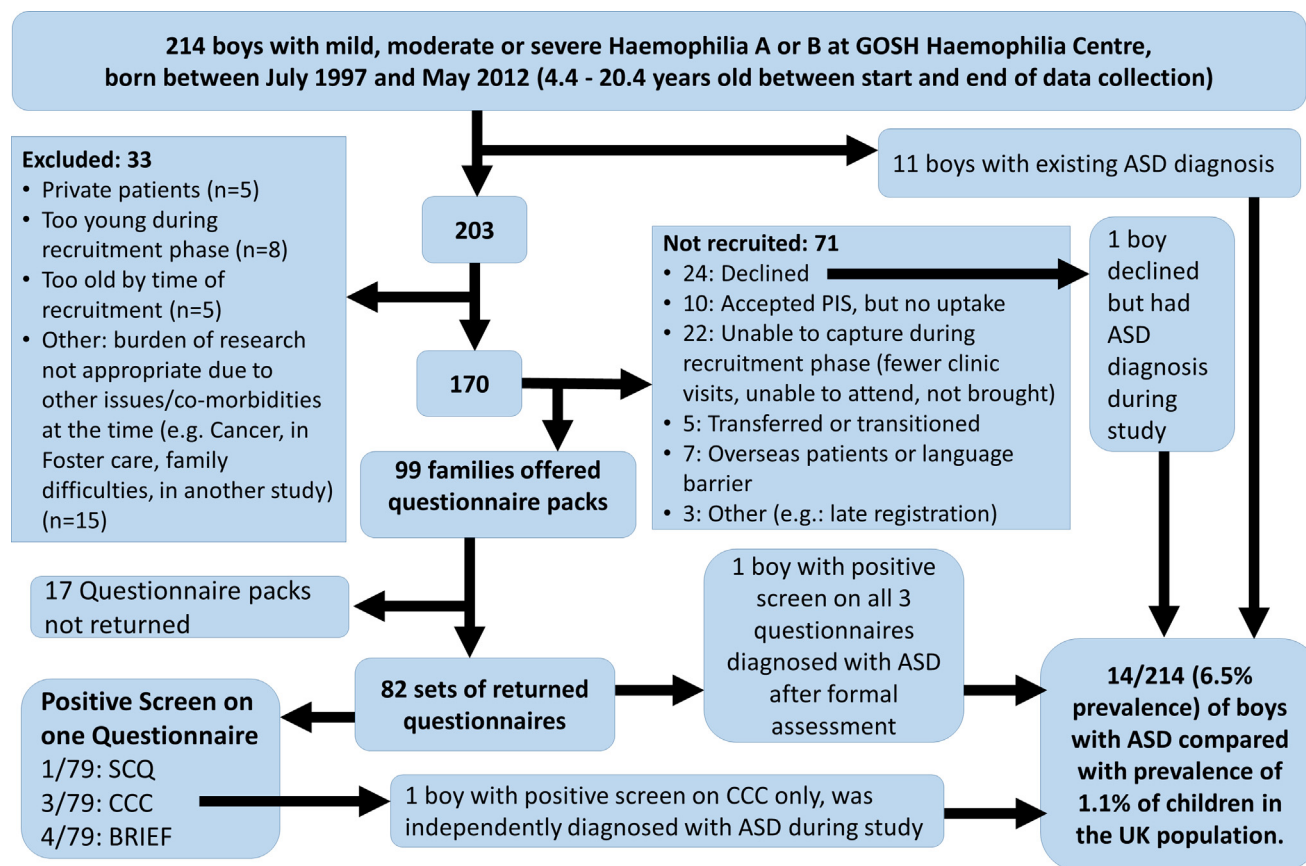 214 boys with mild, moderate or severe Haemophilia A or B at GOSH Haemophilia Centre,
born between July 1997 and May 2012 (4.4 - 20.4 years old between start and end of data collection)
11 boys with existing ASD diagnosis
Excluded: 33
• Private patients (n=5)
• Too young during
recruitment phase (n=8)
• Too old by time of
recruitment (n=5)
• Other: burden of research
not appropriate due to
other issues/co-morbidities
at the time (e.g. Cancer, in
Foster care, family
difficulties, in another study)
(n=15)
203
170
Not recruited: 71
• 24: Declined
• 10: Accepted PIS, but no uptake
• 22: Unable to capture during
recruitment phase (fewer clinic
visits, unable to attend, not brought)
• 5: Transferred or transitioned
• 7: Overseas patients or language
barrier
• 3: Other (e.g.: late registration)
1 boy
declined
but had
ASD
diagnosis
during
study
99 families offered
questionnaire packs
17 Questionnaire packs
not returned
82 sets of returned
questionnaires
1 boy with positive
screen on all 3
questionnaires
diagnosed with ASD
after formal
assessment
Positive Screen on
one Questionnaire
1/79: SCQ
3/79: CCC
4/79: BRIEF
1 boy with positive screen on CCC only, was
independently diagnosed with ASD during study
14/214 (6.5%
prevalence) of boys
with ASD compared
with prevalence of
1.1% of children in
the UK population.